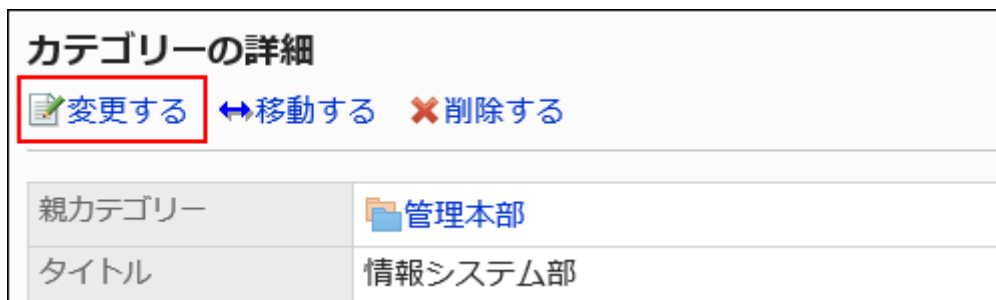 カテゴリーの詳細
変更する 移動する 削除する
親カテゴリー 管理本部
タイトル 情報システム部